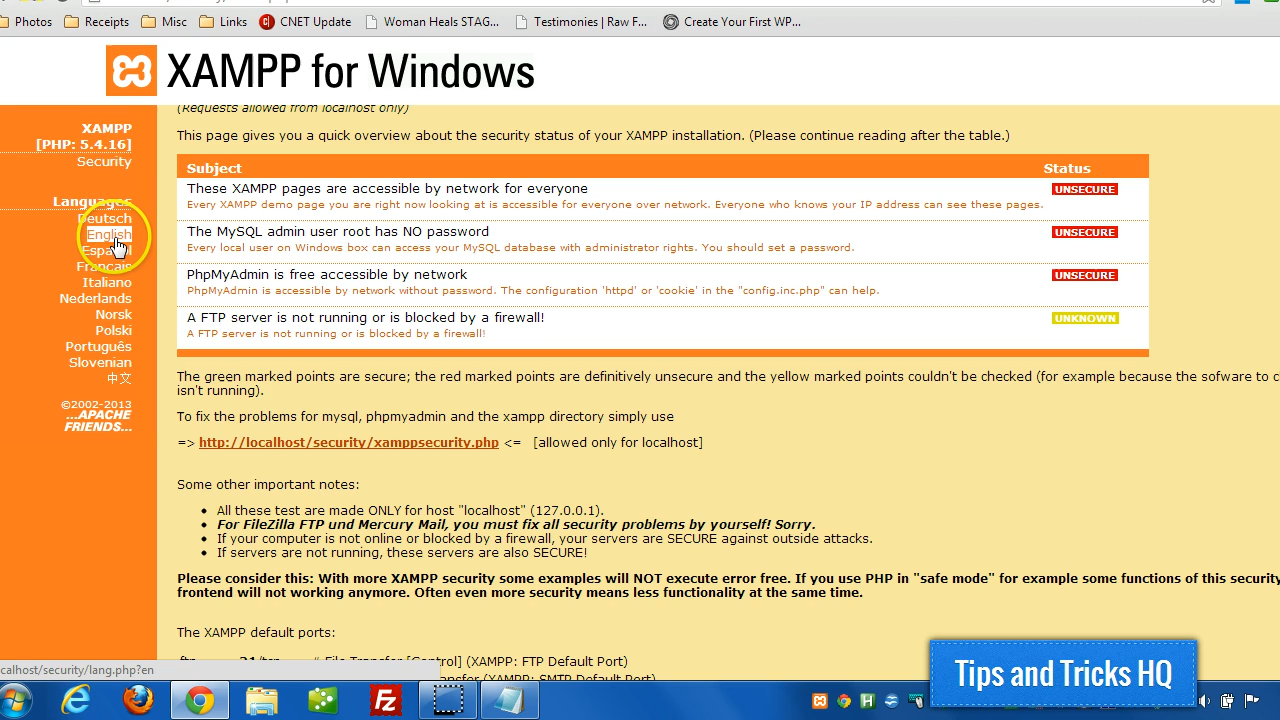 Photos Receipts Misc Links CNET Update Woman Heals STAG... Testimonies | Raw F... Create Your First WP...
XAMPP for Windows
XAMPP
[PHP: 5.4.16]
Security
Languages
Deutsch
English
Español
Francais
Italiano
Nederlands
Norsk
Polski
Português
Slovenian
中文
©2002-2013
...APACHE
FRIENDS...
(Requests allowed from localhost only)
This page gives you a quick overview about the security status of your XAMPP installation. (Please continue reading after the table.)
Subject Status
These XAMPP pages are accessible by network for everyone UNSECURE
Every XAMPP demo page you are right now looking at is accessible for everyone over network. Everyone who knows your IP address can see these pages.
The MySQL admin user root has NO password UNSECURE
Every local user on Windows box can access your MySQL database with administrator rights. You should set a password.
PhpMyAdmin is free accessible by network UNSECURE
PhpMyAdmin is accessible by network without password. The configuration 'httpd' or 'cookie' in the "config.inc.php" can help.
A FTP server is not running or is blocked by a firewall! UNKNOWN
A FTP server is not running or is blocked by a firewall!
The green marked points are secure; the red marked points are definitively unsecure and the yellow marked points couldn't be checked (for example because the sofware to c
isn't running).
To fix the problems for mysql, phpmyadmin and the xampp directory simply use
=> http://localhost/security/xamppsecurity.php <= [allowed only for localhost]
Some other important notes:
• All these test are made ONLY for host "localhost" (127.0.0.1).
• For FileZilla FTP und Mercury Mail, you must fix all security problems by yourself! Sorry.
• If your computer is not online or blocked by a firewall, your servers are SECURE against outside attacks.
• If servers are not running, these servers are also SECURE!
Please consider this: With more XAMPP security some examples will NOT execute error free. If you use PHP in "safe mode" for example some functions of this security
frontend will not working anymore. Often even more security means less functionality at the same time.
The XAMPP default ports:
ftp 21/tcp # File Transfer [Control] (XAMPP: FTP Default Port)
(XAMPP: SMTP Default Port)
calhost/security/lang.php?en
Tips and Tricks HQ